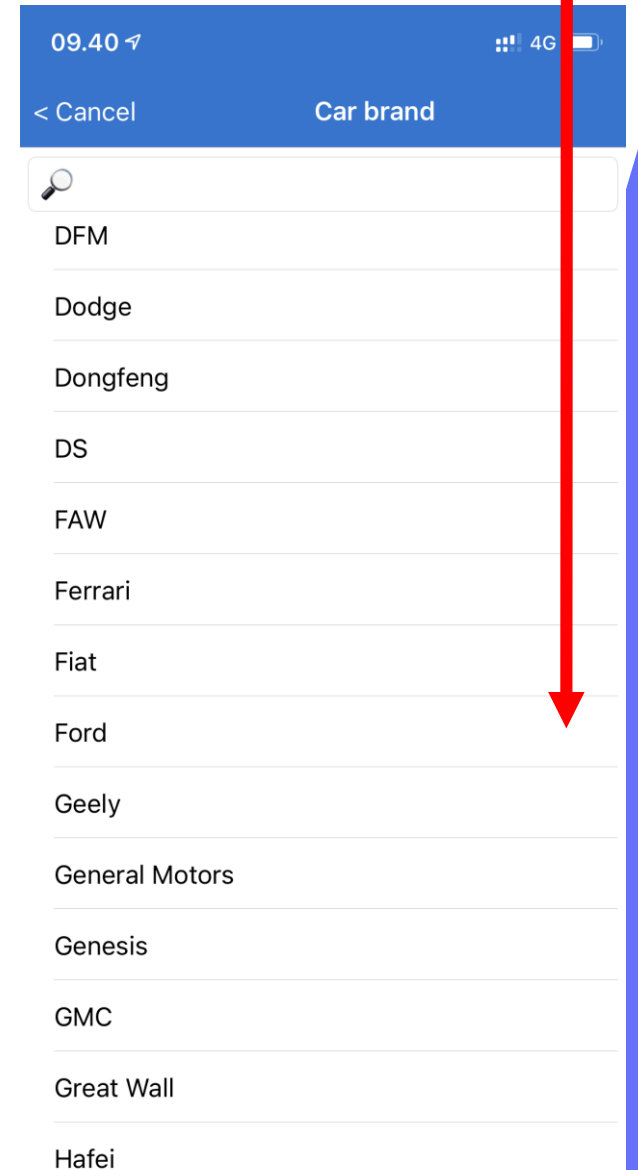 09.40 4G
< Cancel Car brand
DFM
Dodge
Dongfeng
DS
FAW
Ferrari
Fiat
Ford
Geely
General Motors
Genesis
GMC
Great Wall
Hafei